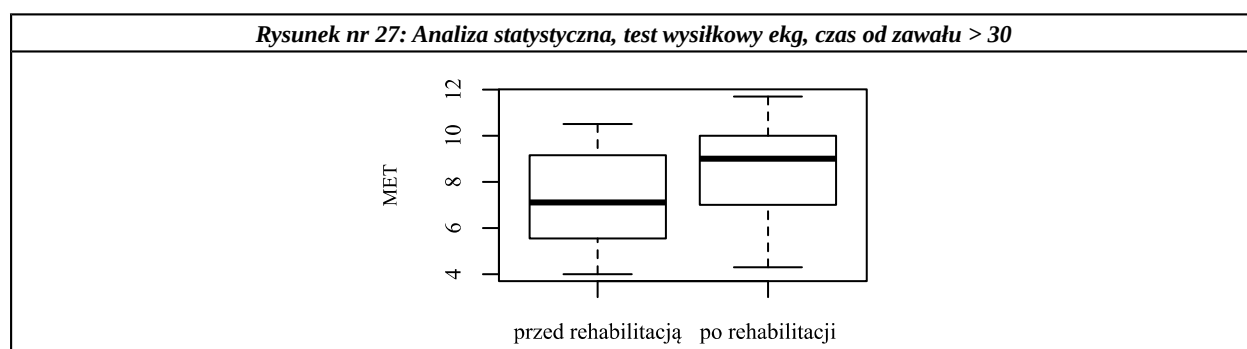 Rysunek nr 27: Analiza statystyczna, test wysiłkowy ekg, czas od zawału > 30
12
10
8
6
4
MET
przed rehabilitacją po rehabilitacji